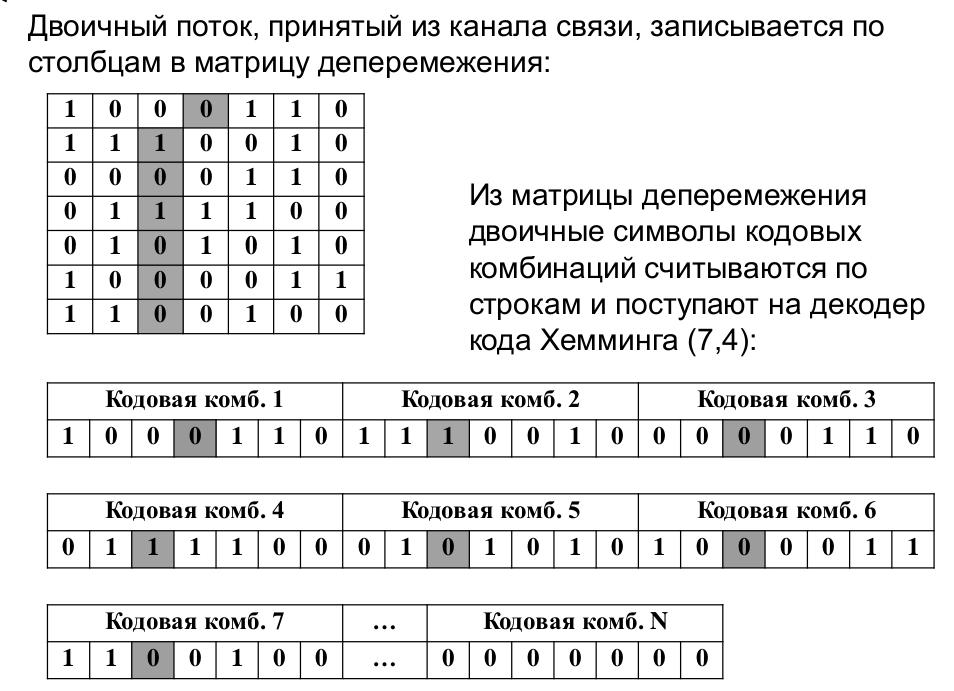 Двоичный поток, принятый из канала связи, записывается по
столбцам в матрицу деперемежения:
1 0 0 0 1 1 0
1 1 1 0 0 1 0
0 0 0 0 1 1 0
0 1 1 1 1 0 0
0 1 0 1 0 1 0
1 0 0 0 0 1 1
1 1 0 0 1 0 0
Из матрицы деперемежения
двоичные символы кодовых
комбинаций считываются по
строкам и поступают на декодер
кода Хемминга (7,4):
Кодовая комб. 1 Кодовая комб. 2 Кодовая комб. 3
1 0 0 0 1 1 0 1 1 1 0 0 1 0 0 0 0 0 1 1 0
Кодовая комб. 4 Кодовая комб. 5 Кодовая комб. 6
0 1 1 1 1 0 0 0 1 0 1 0 1 0 1 0 0 0 0 1 1
Кодовая комб. 7 … Кодовая комб. N
1 1 0 0 1 0 0 … 0 0 0 0 0 0 0